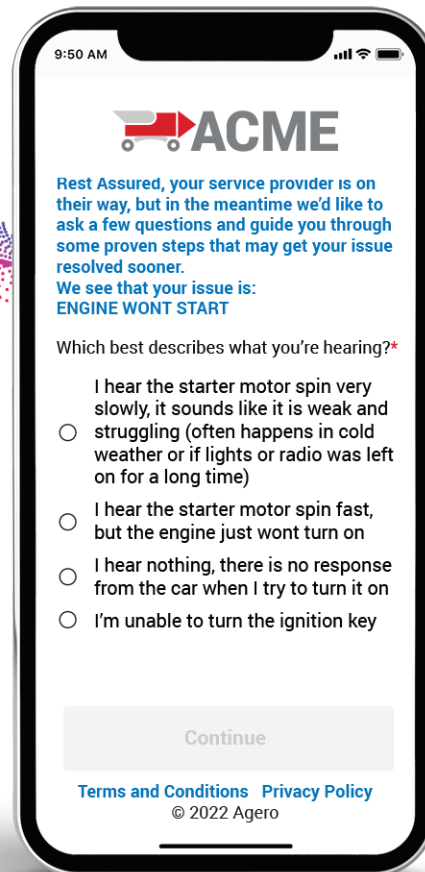 9:50 AM
ACME
Rest Assured, your service provider is on
their way, but in the meantime we'd like to
ask a few questions and guide you through
some proven steps that may get your issue
resolved sooner.
We see that your issue is:
ENGINE WONT START
Which best describes what you're hearing?*
I hear the starter motor spin very
slowly, it sounds like it is weak and
struggling (often happens in cold
weather or if lights or radio was left
on for a long time)
I hear the starter motor spin fast,
but the engine just wont turn on
I hear nothing, there is no response
from the car when I try to turn it on
I'm unable to turn the ignition key
Continue
Terms and Conditions Privacy Policy
© 2022 Agero